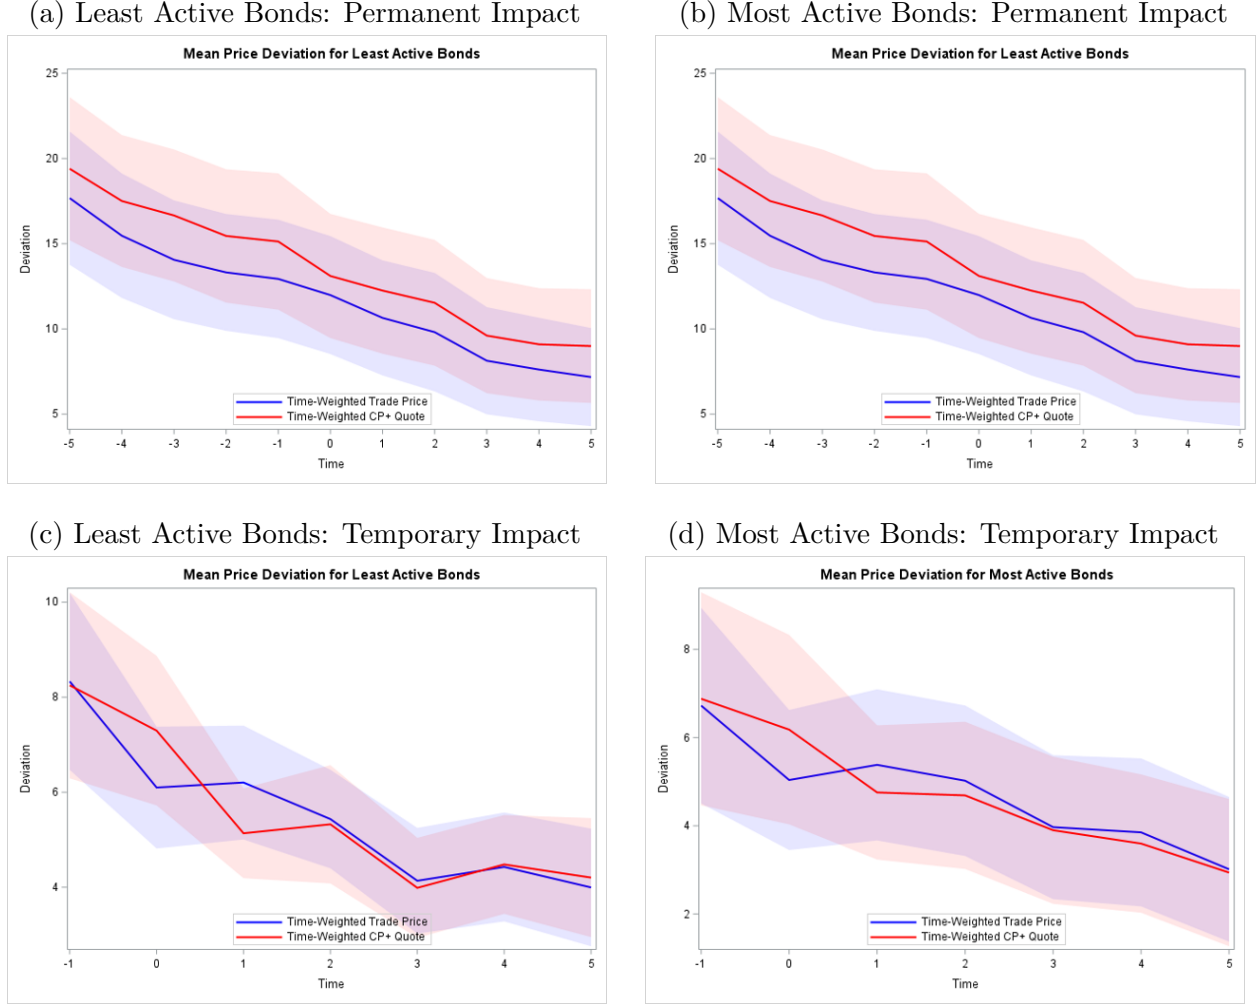 (a) Least Active Bonds: Permanent Impact
Mean Price Deviation for Least Active Bonds
25
20
15
10
5
Deviation
Time-Weighted Trade Price
Time-Weighted CP+ Quote
-5 -4 -3 -2 -1 0 1 2 3 4 5
Time
(b) Most Active Bonds: Permanent Impact
Mean Price Deviation for Least Active Bonds
25
20
15
10
5
Deviation
Time-Weighted Trade Price
Time-Weighted CP+ Quote
-5 -4 -3 -2 -1 0 1 2 3 4 5
Time
(c) Least Active Bonds: Temporary Impact
Mean Price Deviation for Least Active Bonds
10
8
6
4
Deviation
Time-Weighted Trade Price
Time-Weighted CP+ Quote
-1 0 1 2 3 4 5
Time
(d) Most Active Bonds: Temporary Impact
Mean Price Deviation for Most Active Bonds
8
6
4
2
Deviation
Time-Weighted Trade Price
Time-Weighted CP+ Quote
-1 0 1 2 3 4 5
Time